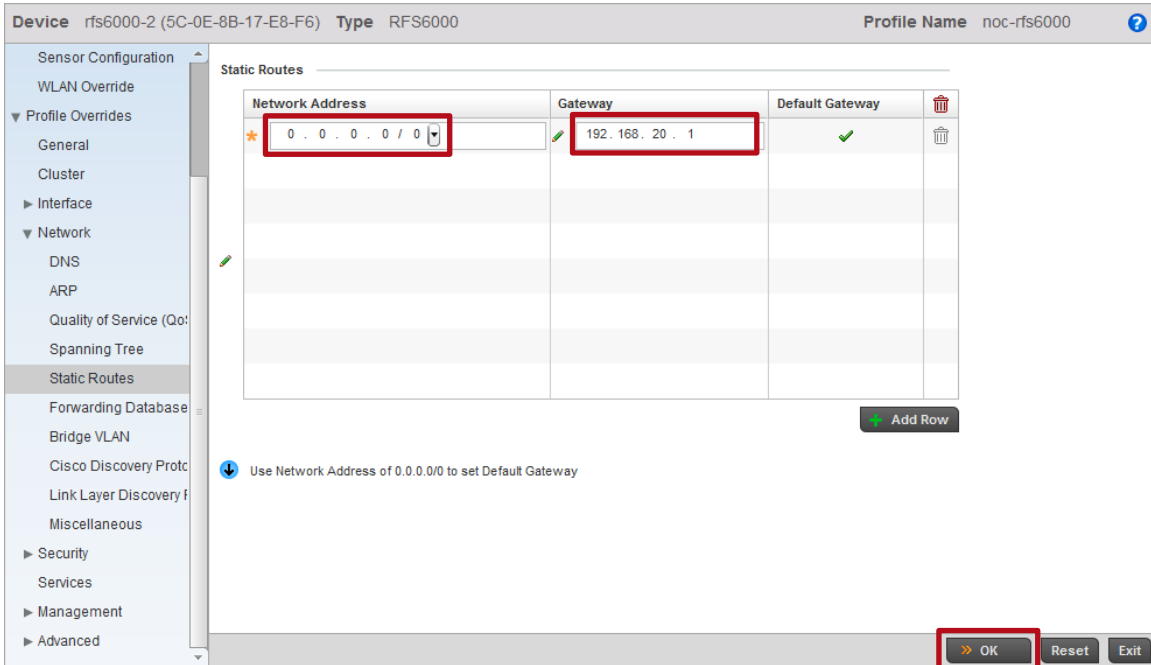 Device rfs6000-2 (5C-0E-8B-17-E8-F6) Type RFS6000 Profile Name noc-rfs6000 ?
Sensor Configuration
WLAN Override
Profile Overrides
General
Cluster
Interface
Network
DNS
ARP
Quality of Service (Qo
Spanning Tree
Static Routes
Forwarding Database
Bridge VLAN
Cisco Discovery Proto
Link Layer Discovery
Miscellaneous
Security
Services
Management
Advanced
Static Routes
Network Address Gateway Default Gateway
* 0 . 0 . 0 . 0 / 0 192. 168. 20 . 1
+ Add Row
Use Network Address of 0.0.0.0/0 to set Default Gateway
» OK Reset Exit